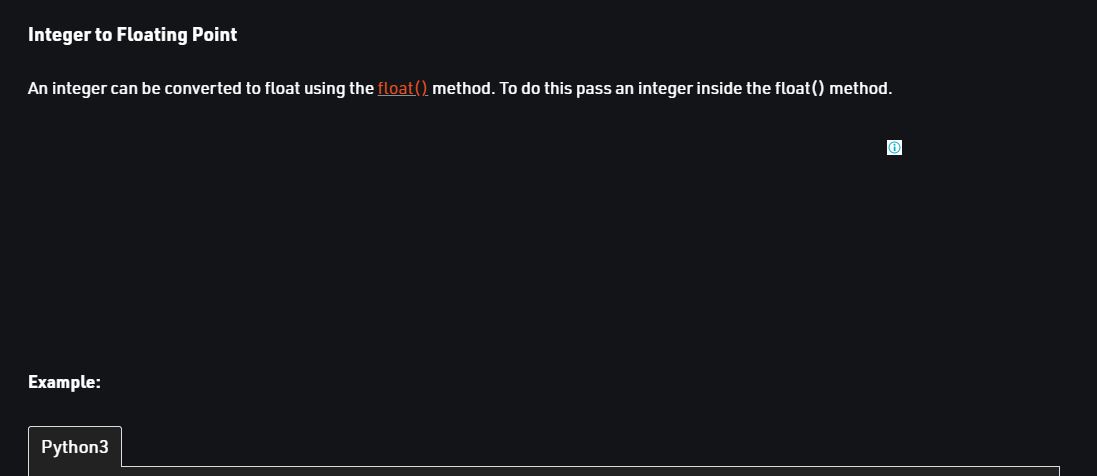 Integer to Floating Point
An integer can be converted to float using the float() method. To do this pass an integer inside the float() method.
Example:
Python3